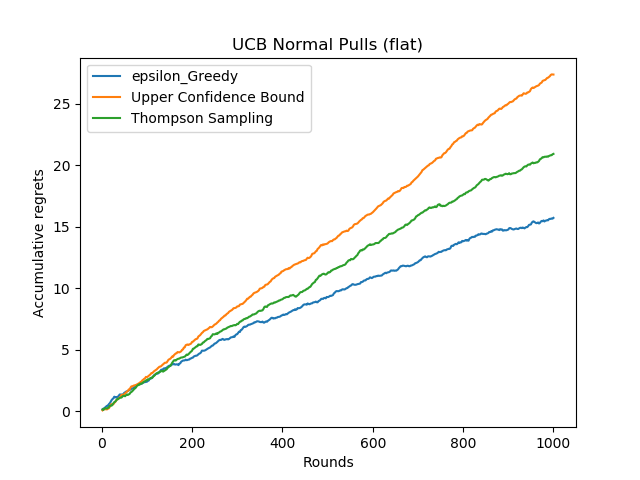 UCB Normal Pulls (flat)
epsilon_Greedy
Upper Confidence Bound
Thompson Sampling
Accumulative regrets
25
20
15
10
5
0
0 200 400 600 800 1000
Rounds